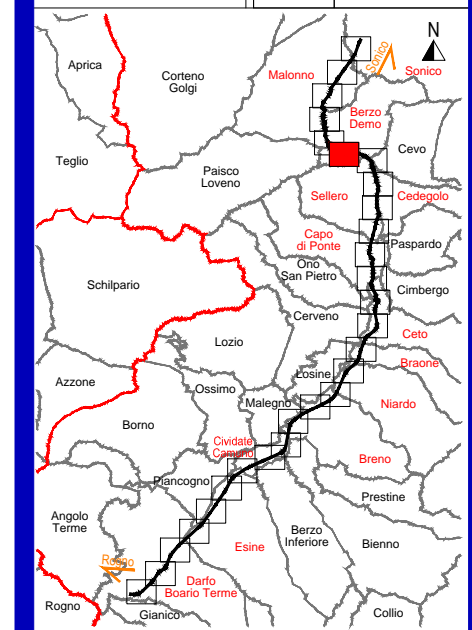 N
Aprica
Corteno
Golgi
Malonno
Sonico
Sonico
Berzo
Demo
Cevo
Teglio
Paisco
Loveno
Sellero
Cedegolo
Capo
di Ponte
Paspardo
Ono
San Pietro
Schilpario
Cimbergo
Cerveno
Ceto
Lozio
Braone
Losine
Azzone
Ossimo
Malegno
Niardo
Borno
Cividate
Camuno
Breno
Piancogno
Prestine
Angolo
Terme
Berzo
Inferiore
Bienno
Esine
Rogno
Darfo
Boario Terme
Rogno
Gianico
Collio